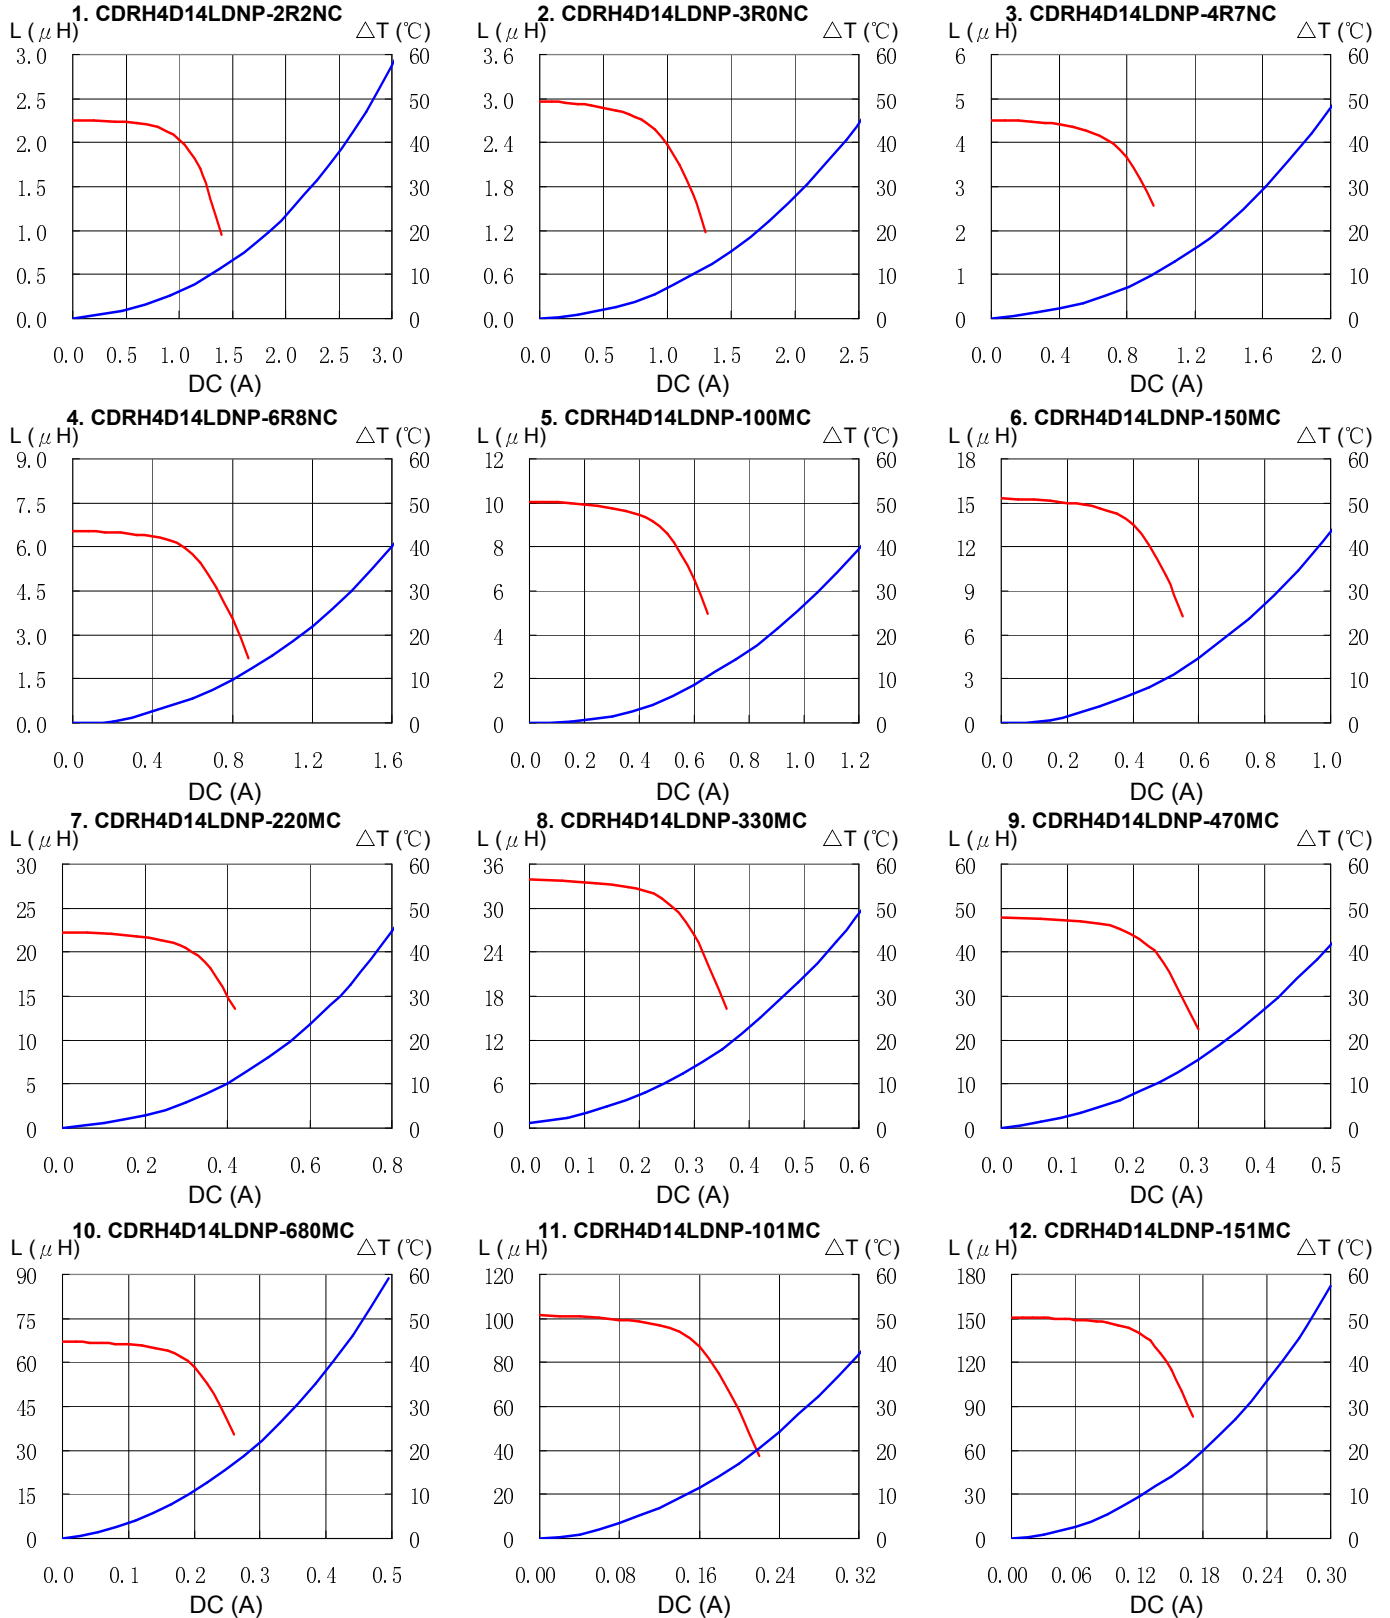 1. CDRH4D14LDNP-2R2NC
L (μH) △T (℃)
3.0 60
2.5 50
2.0 40
1.5 30
1.0 20
0.5 10
0.0 0
0.0 0.5 1.0 1.5 2.0 2.5 3.0
DC (A)
2. CDRH4D14LDNP-3R0NC
L (μH) △T (℃)
3.6 60
3.0 50
2.4 40
1.8 30
1.2 20
0.6 10
0.0 0
0.0 0.5 1.0 1.5 2.0 2.5
DC (A)
3. CDRH4D14LDNP-4R7NC
L (μH) △T (℃)
6 60
5 50
4 40
3 30
2 20
1 10
0 0
0.0 0.4 0.8 1.2 1.6 2.0
DC (A)
4. CDRH4D14LDNP-6R8NC
L (μH) △T (℃)
9.0 60
7.5 50
6.0 40
4.5 30
3.0 20
1.5 10
0.0 0
0.0 0.4 0.8 1.2 1.6
DC (A)
5. CDRH4D14LDNP-100MC
L (μH) △T (℃)
12 60
10 50
8 40
6 30
4 20
2 10
0 0
0.0 0.2 0.4 0.6 0.8 1.0 1.2
DC (A)
6. CDRH4D14LDNP-150MC
L (μH) △T (℃)
18 60
15 50
12 40
9 30
6 20
3 10
0 0
0.0 0.2 0.4 0.6 0.8 1.0
DC (A)
7. CDRH4D14LDNP-220MC
L (μH) △T (℃)
30 60
25 50
20 40
15 30
10 20
5 10
0 0
0.0 0.2 0.4 0.6 0.8
DC (A)
8. CDRH4D14LDNP-330MC
L (μH) △T (℃)
36 60
30 50
24 40
18 30
12 20
6 10
0 0
0.0 0.1 0.2 0.3 0.4 0.5 0.6
DC (A)
9. CDRH4D14LDNP-470MC
L (μH) △T (℃)
60 60
50 50
40 40
30 30
20 20
10 10
0 0
0.0 0.1 0.2 0.3 0.4 0.5
DC (A)
10. CDRH4D14LDNP-680MC
L (μH) △T (℃)
90 60
75 50
60 40
45 30
30 20
15 10
0 0
0.0 0.1 0.2 0.3 0.4 0.5
DC (A)
11. CDRH4D14LDNP-101MC
L (μH) △T (℃)
120 60
100 50
80 40
60 30
40 20
20 10
0 0
0.00 0.08 0.16 0.24 0.32
DC (A)
12. CDRH4D14LDNP-151MC
L (μH) △T (℃)
180 60
150 50
120 40
90 30
60 20
30 10
0 0
0.00 0.06 0.12 0.18 0.24 0.30
DC (A)